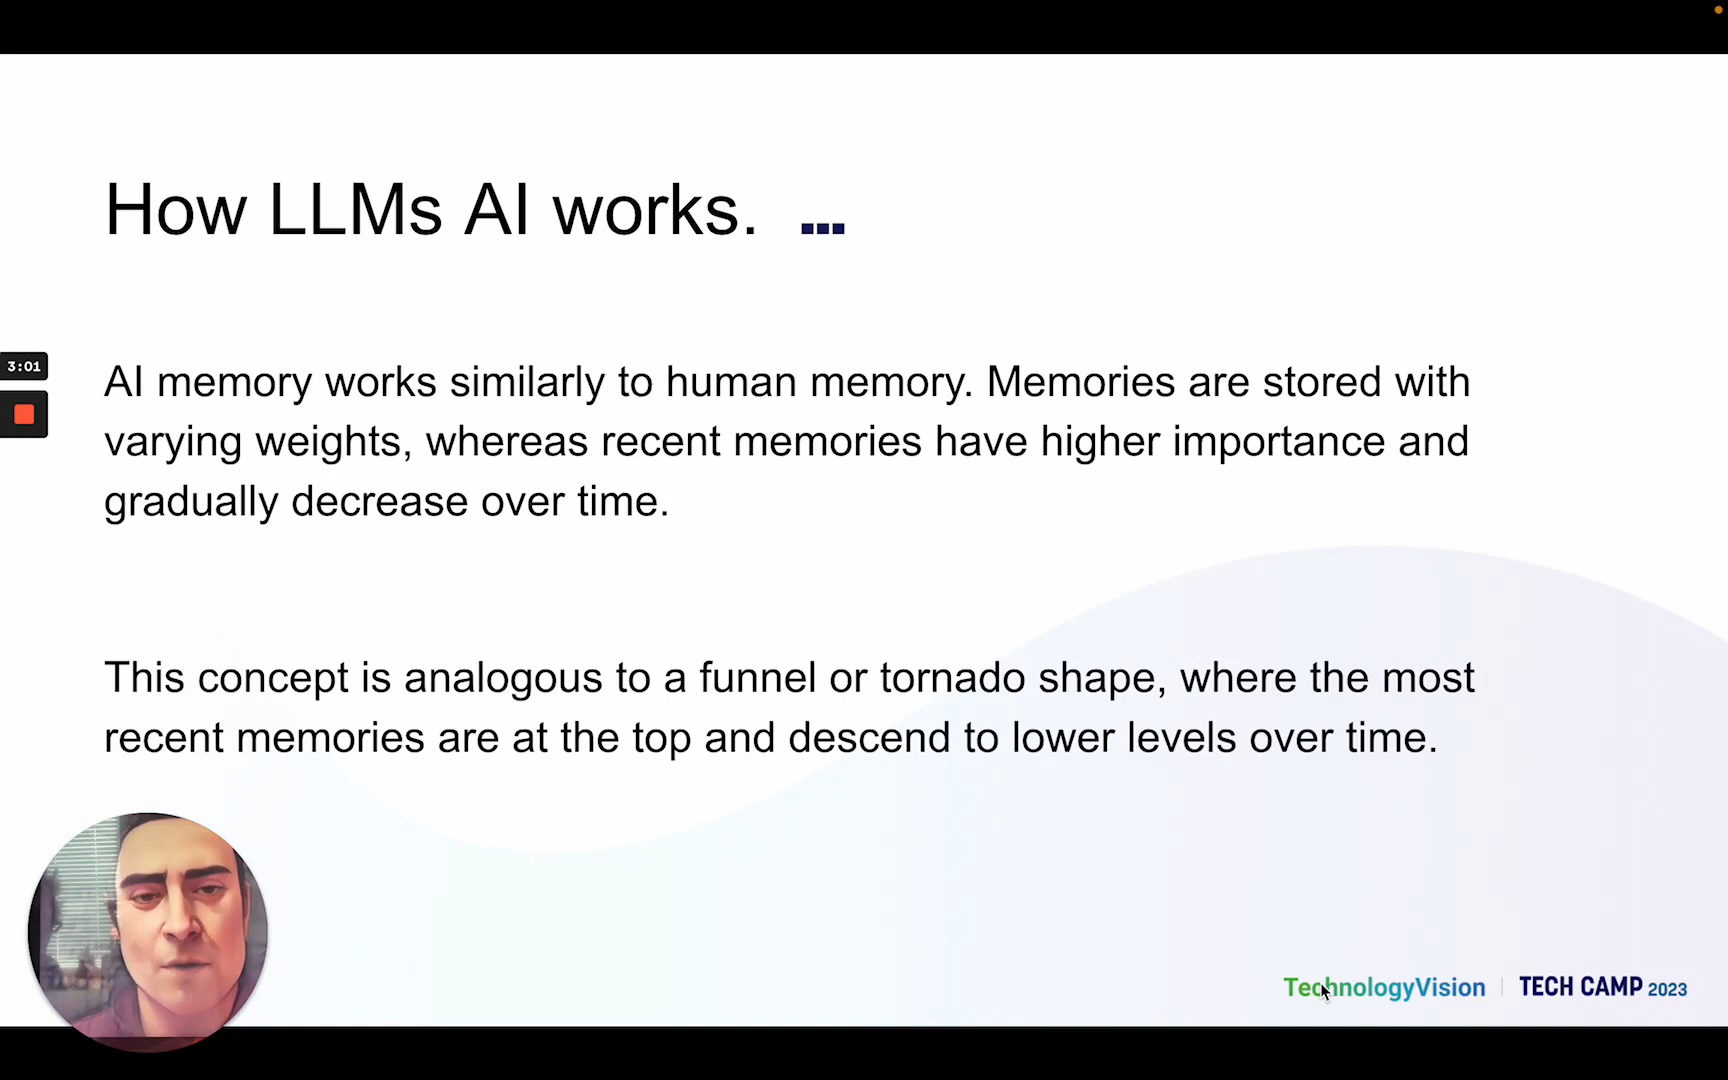 How LLMs AI works. ...
3:01
AI memory works similarly to human memory. Memories are stored with
varying weights, whereas recent memories have higher importance and
gradually decrease over time.
This concept is analogous to a funnel or tornado shape, where the most
recent memories are at the top and descend to lower levels over time.
TechnologyVision | TECH CAMP 2023